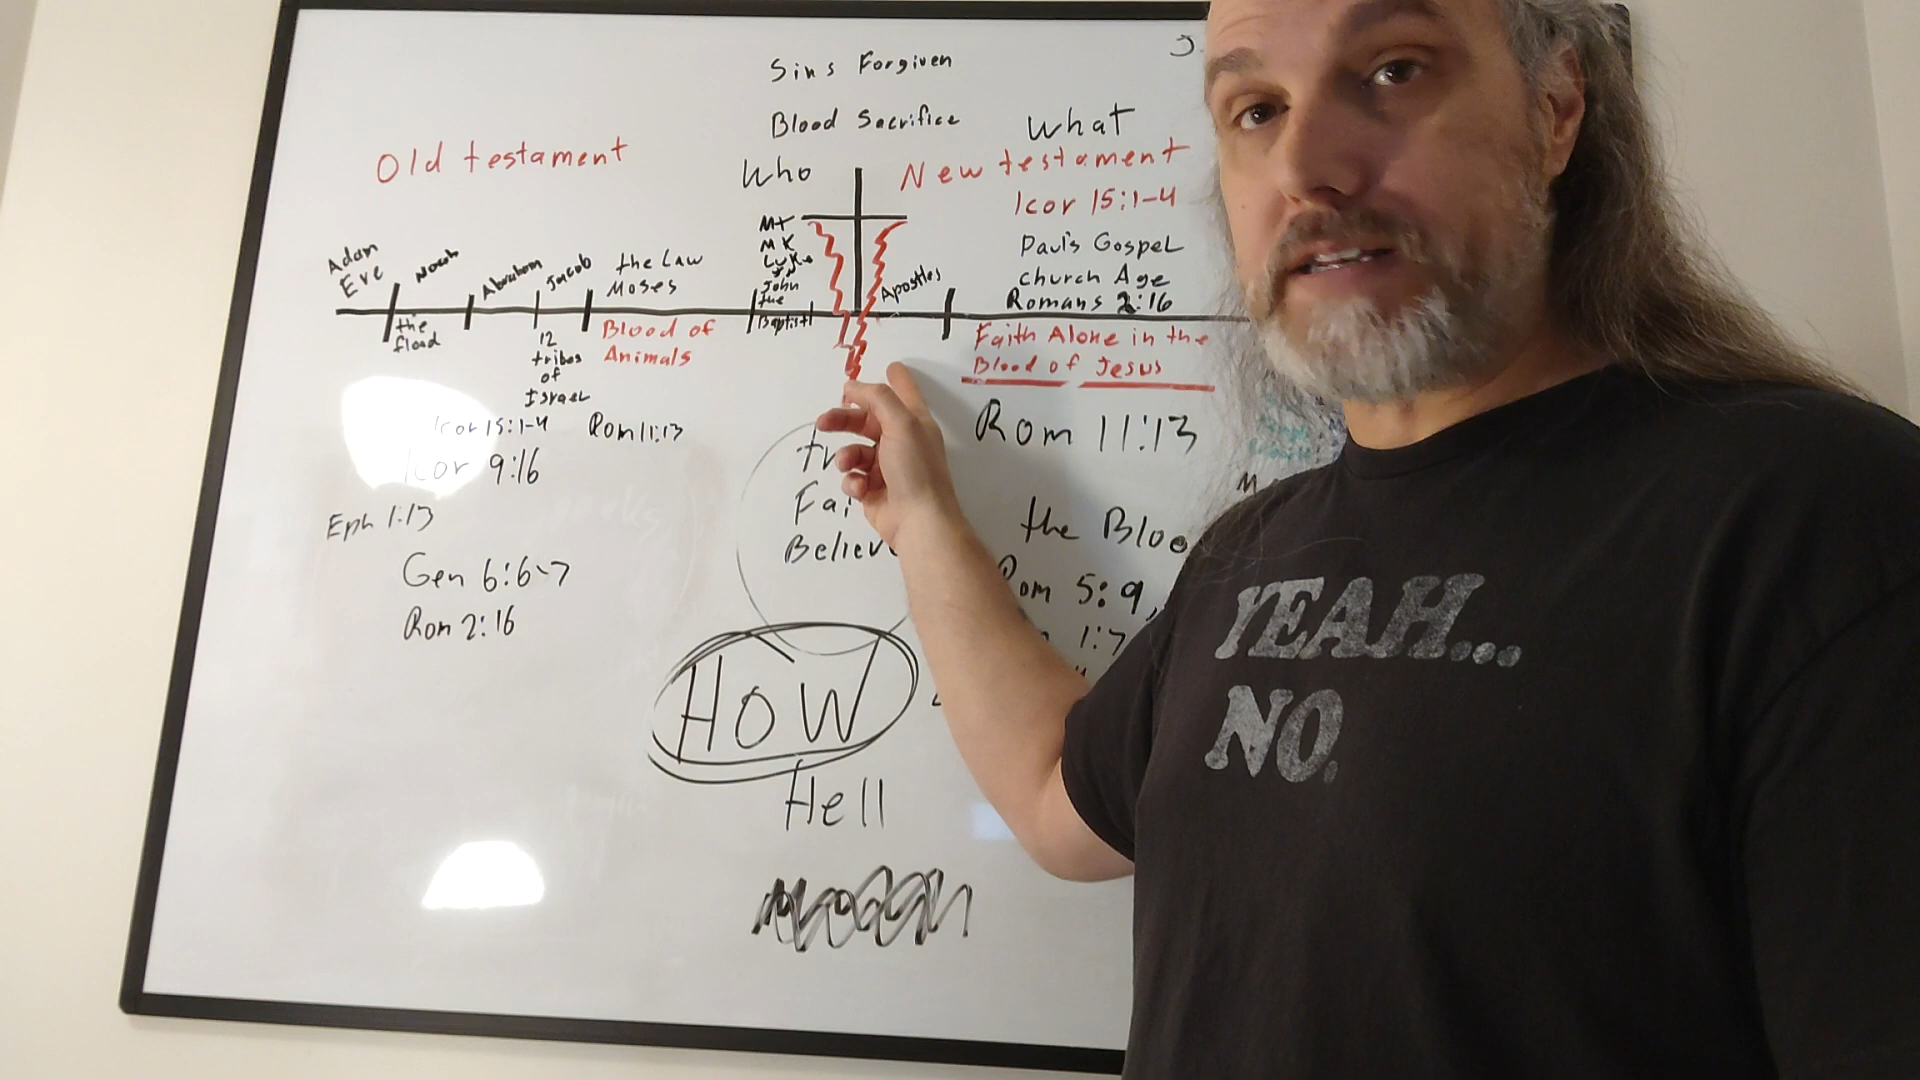 Sins Forgiven
Blood Sacrifice
What
Old testament
Who
New testament
1cor 15:1-4
Paul's Gospel
Church Age
Romans 2:16
Adam
Eve
Noah
Abraham
Jacob
the Law
Moses
MT
MK
Luke
JN
John
the
Baptist
Apostles
the
flood
12
tribes
of
Israel
Blood of
Animals
Faith Alone in the
Blood of Jesus
1cor 15:1-4
Rom 11:13
1cor 9:16
Eph 1:13
Gen 6:6-7
Rom 2:16
Believe
Rom 11:13
the Bloo
Rom 5:9,
1:7
HOW
Hell
YEAH...
NO.